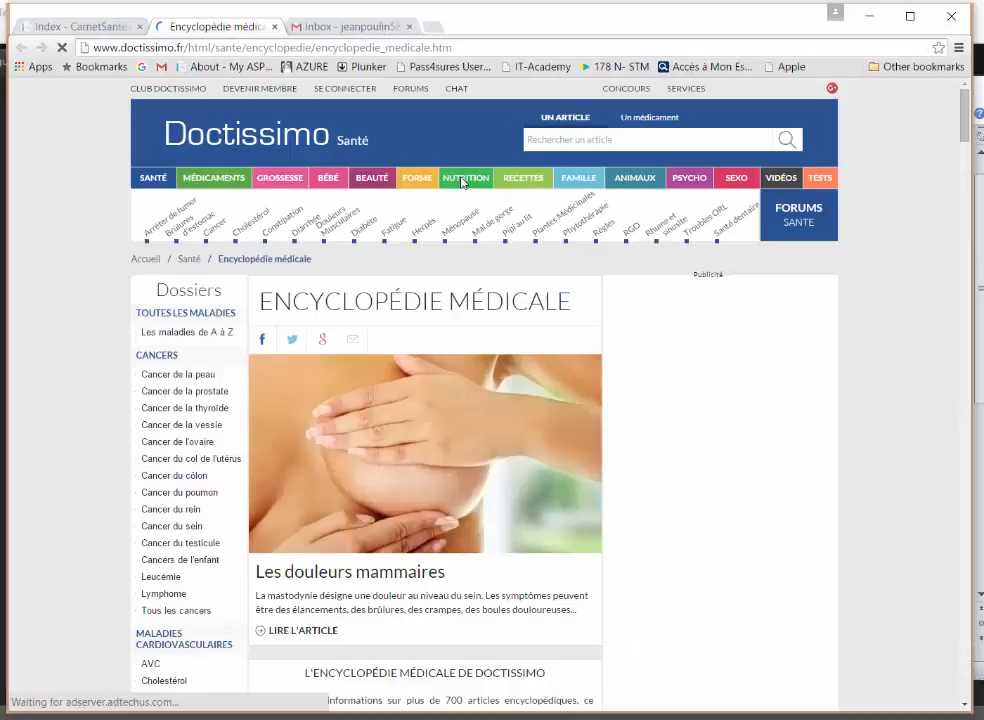 Index - CarnetSante
Encyclopédie médica
Inbox - jeanpoulin58
www.doctissimo.fr/html/sante/encyclopedie/encyclopedie_medicale.htm
Apps
Bookmarks
About - My ASP...
AZURE
Plunker
Pass4sures User...
IT-Academy
178 N- STM
Accès à Mon Es...
Apple
Other bookmarks
CLUB DOCTISSIMO
DEVENIR MEMBRE
SE CONNECTER
FORUMS
CHAT
CONCOURS
SERVICES
Doctissimo Santé
UN ARTICLE
Un médicament
Rechercher un article
SANTÉ
MÉDICAMENTS
GROSSESSE
BÉBÉ
BEAUTÉ
FORME
NUTRITION
RECETTES
FAMILLE
ANIMAUX
PSYCHO
SEXO
VIDÉOS
TESTS
Arrêter de fumer
Brûlures d'estomac
Cancer
Cholestérol
Constipation
Diarrhée
Douleurs Musculaires
Diabète
Fatigue
Herpès
Ménopause
Mal de gorge
Pipi au lit
Plantes Médicinales
Phytothérapie
Règles
RGO
Rhume et sinusite
Troubles ORL
Santé dentaire
FORUMS
SANTE
Accueil / Santé / Encyclopédie médicale
Publicité
Dossiers
TOUTES LES MALADIES
Les maladies de A à Z
CANCERS
Cancer de la peau
Cancer de la prostate
Cancer de la thyroïde
Cancer de la vessie
Cancer de l'ovaire
Cancer du col de l'utérus
Cancer du côlon
Cancer du poumon
Cancer du rein
Cancer du sein
Cancer du testicule
Cancers de l'enfant
Leucémie
Lymphome
Tous les cancers
MALADIES
CARDIOVASCULAIRES
AVC
Cholestérol
ENCYCLOPÉDIE MÉDICALE
Les douleurs mammaires
La mastodynie désigne une douleur au niveau du sein. Les symptômes peuvent
être des élancements, des brûlures, des crampes, des boules douloureuses...
LIRE L'ARTICLE
L'ENCYCLOPÉDIE MÉDICALE DE DOCTISSIMO
informations sur plus de 700 articles encyclopédiques, ce
Waiting for adserver.adtechus.com...